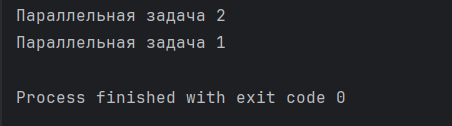 Параллельная задача 2
Параллельная задача 1
Process finished with exit code 0